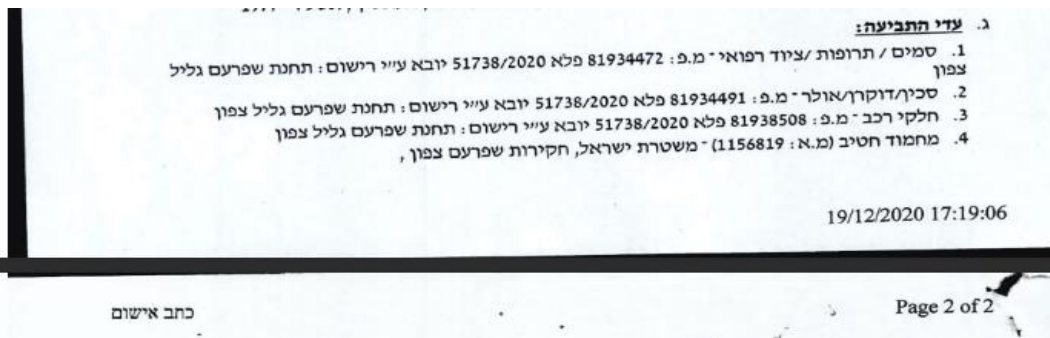 ג. עדי התביעה:
1. סמים / תרופות /ציוד רפואי - מ.פ: 81934472 פלא 51738/2020 יובא ע״י רישום: תחנת שפרעם גליל
צפון
2. סכין/דוקרן/אולר - מ.פ: 81934491 פלא 51738/2020 יובא ע״י רישום: תחנת שפרעם גליל צפון
3. חלקי רכב - מ.פ: 81938508 פלא 51738/2020 יובא ע״י רישום: תחנת שפרעם גליל צפון
4. מחמוד חטיב (מ.א: 1156819) - משטרת ישראל, חקירות שפרעם צפון ,
19/12/2020 17:19:06
Page 2 of 2
כתב אישום